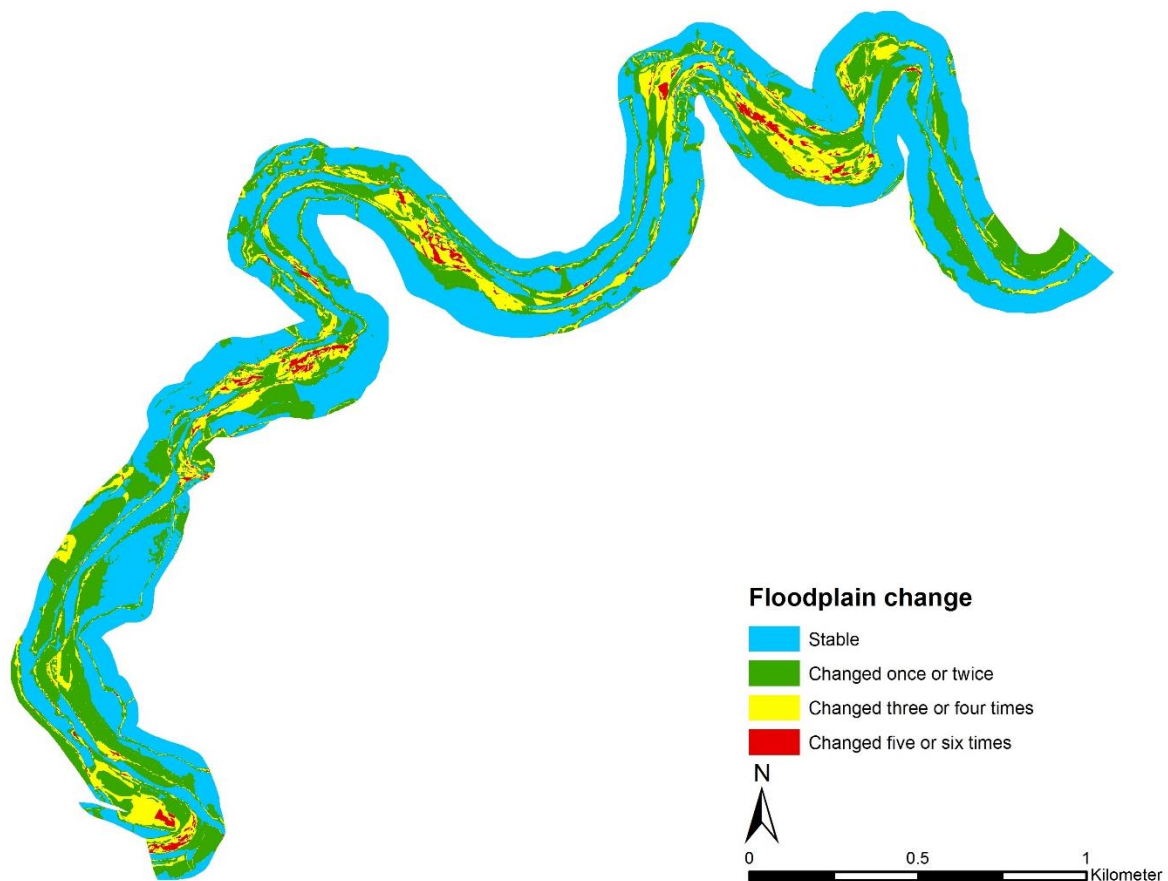 Floodplain change
Stable
Changed once or twice
Changed three or four times
Changed five or six times
N
0 0.5 1
Kilometer